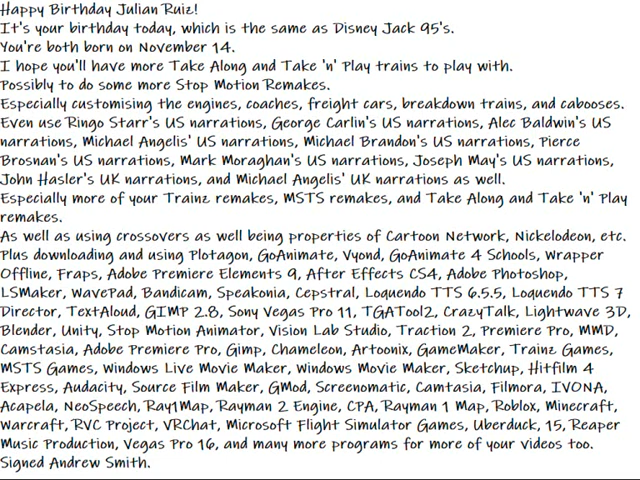 Happy Birthday Julian Ruiz!
It's your birthday today, which is the same as Disney Jack 95's.
You're both born on November 14.
I hope you'll have more Take Along and Take 'n' Play trains to play with.
Possibly to do some more Stop Motion Remakes.
Especially customising the engines, coaches, freight cars, breakdown trains, and cabooses.
Even use Ringo Starr's US narrations, George Carlin's US narrations, Alec Baldwin's US
narrations, Michael Angelis' US narrations, Michael Brandon's US narrations, Pierce
Brosnan's US narrations, Mark Moraghan's US narrations, Joseph May's US narrations,
John Hasler's UK narrations, and Michael Angelis' UK narrations as well.
Especially more of your Trainz remakes, MSTS remakes, and Take Along and Take 'n' Play
remakes.
As well as using crossovers as well being properties of Cartoon Network, Nickelodeon, etc.
Plus downloading and using Plotagon, GoAnimate, Vyond, GoAnimate 4 Schools, Wrapper
Offline, Fraps, Adobe Premiere Elements 9, After Effects CS4, Adobe Photoshop,
LSMaker, WavePad, Bandicam, Speakonia, Cepstral, Loquendo TTS 6.5.5, Loquendo TTS 7
Director, TextAloud, GIMP 2.8, Sony Vegas Pro 11, TGATool2, CrazyTalk, Lightwave 3D,
Blender, Unity, Stop Motion Animator, Vision Lab Studio, Traction 2, Premiere Pro, MMD,
Camstasia, Adobe Premiere Pro, Gimp, Chameleon, Artoonix, GameMaker, Trainz Games,
MSTS Games, Windows Live Movie Maker, Windows Movie Maker, Sketchup, Hitfilm 4
Express, Audacity, Source Film Maker, GMod, Screenomatic, Camtasia, Filmora, IVONA,
Acapela, NeoSpeech, Ray1Map, Rayman 2 Engine, CPA, Rayman 1 Map, Roblox, Minecraft,
Warcraft, RVC Project, VRChat, Microsoft Flight Simulator Games, Uberduck, 15, Reaper
Music Production, Vegas Pro 16, and many more programs for more of your videos too.
Signed Andrew Smith.